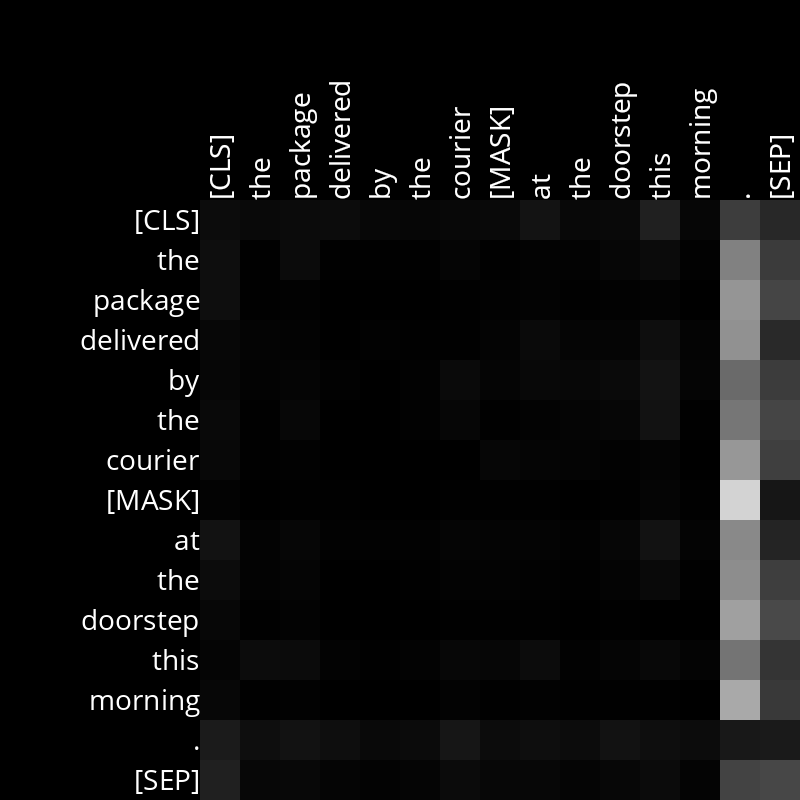 [CLS] the package delivered by the courier [MASK] at the doorstep this morning . [SEP]
[CLS]
the
package
delivered
by
the
courier
[MASK]
at
the
doorstep
this
morning
.
[SEP]